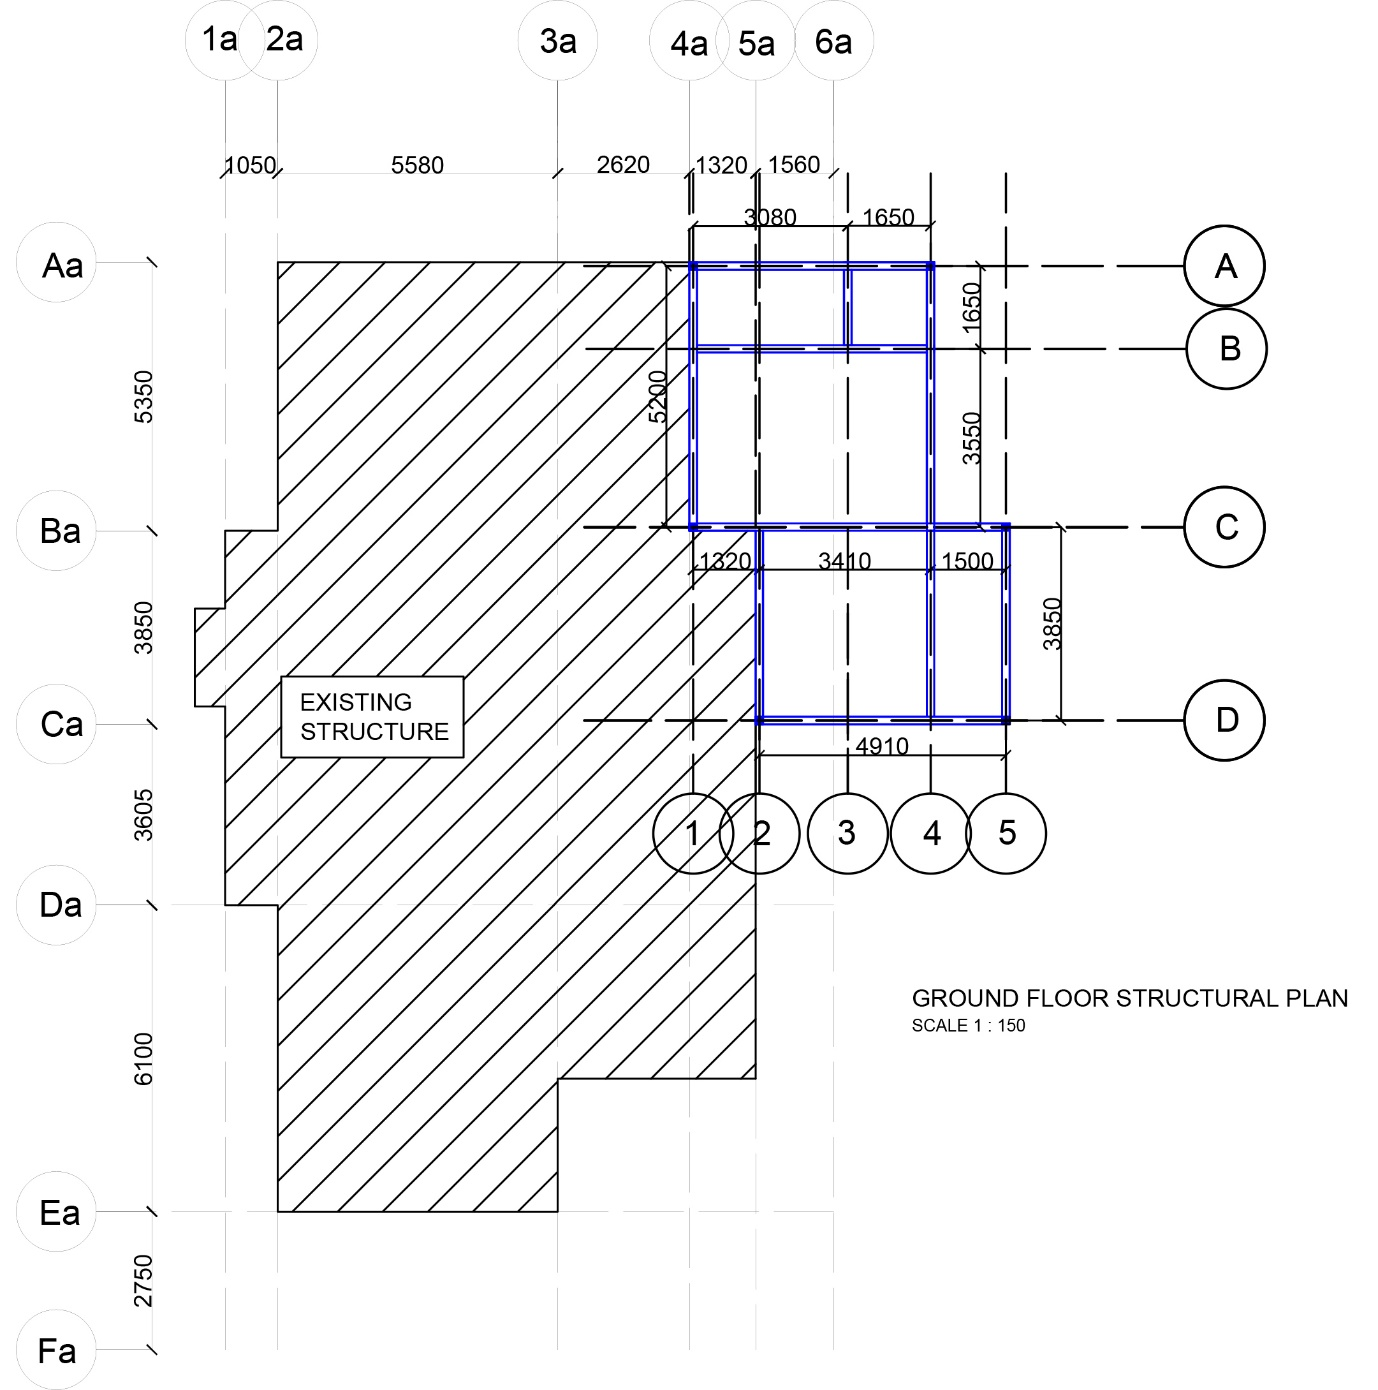 1a 2a 3a 4a 5a 6a
1050 5580 2620 1320 1560
3080 1650
Aa A
1650
B
5350 5200 3550
Ba C
1320 3410 1500
3850 3850
EXISTING
STRUCTURE
Ca D
4910
3605
1 2 3 4 5
Da
GROUND FLOOR STRUCTURAL PLAN
SCALE 1 : 150
6100
Ea
2750
Fa